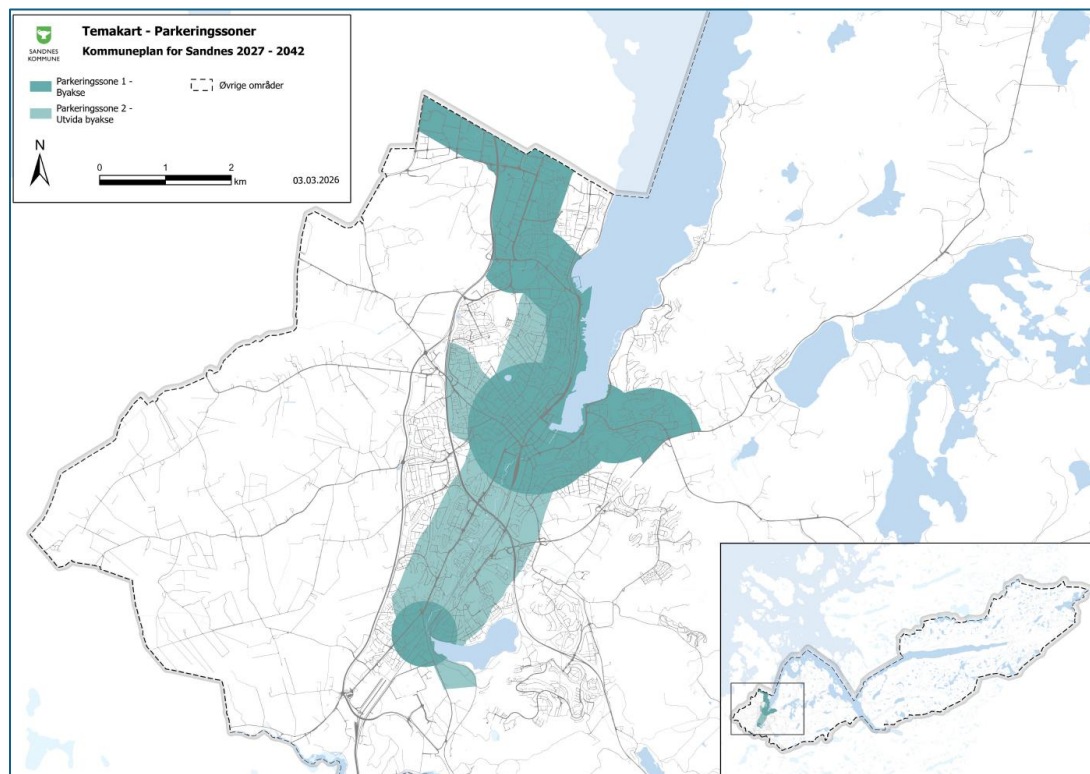 Temakart - Parkeringssoner
Kommuneplan for Sandnes 2027 - 2042
SANDNES
KOMMUNE
Parkeringssone 1 -
Byakse
Øvrige områder
Parkeringssone 2 -
Utvida byakse
N
0 1 2
km
03.03.2026